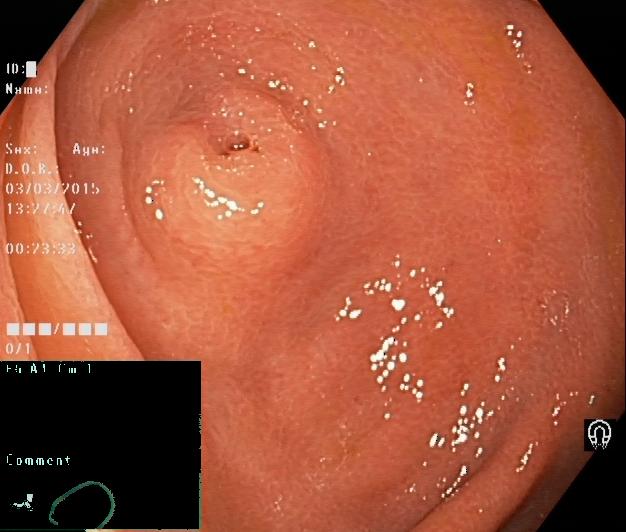 ID:
Name:
Sex: Age:
D.O.B.:
03/03/2015
13:27:47
00:23:33
■■■/■■■
0/1
Comment